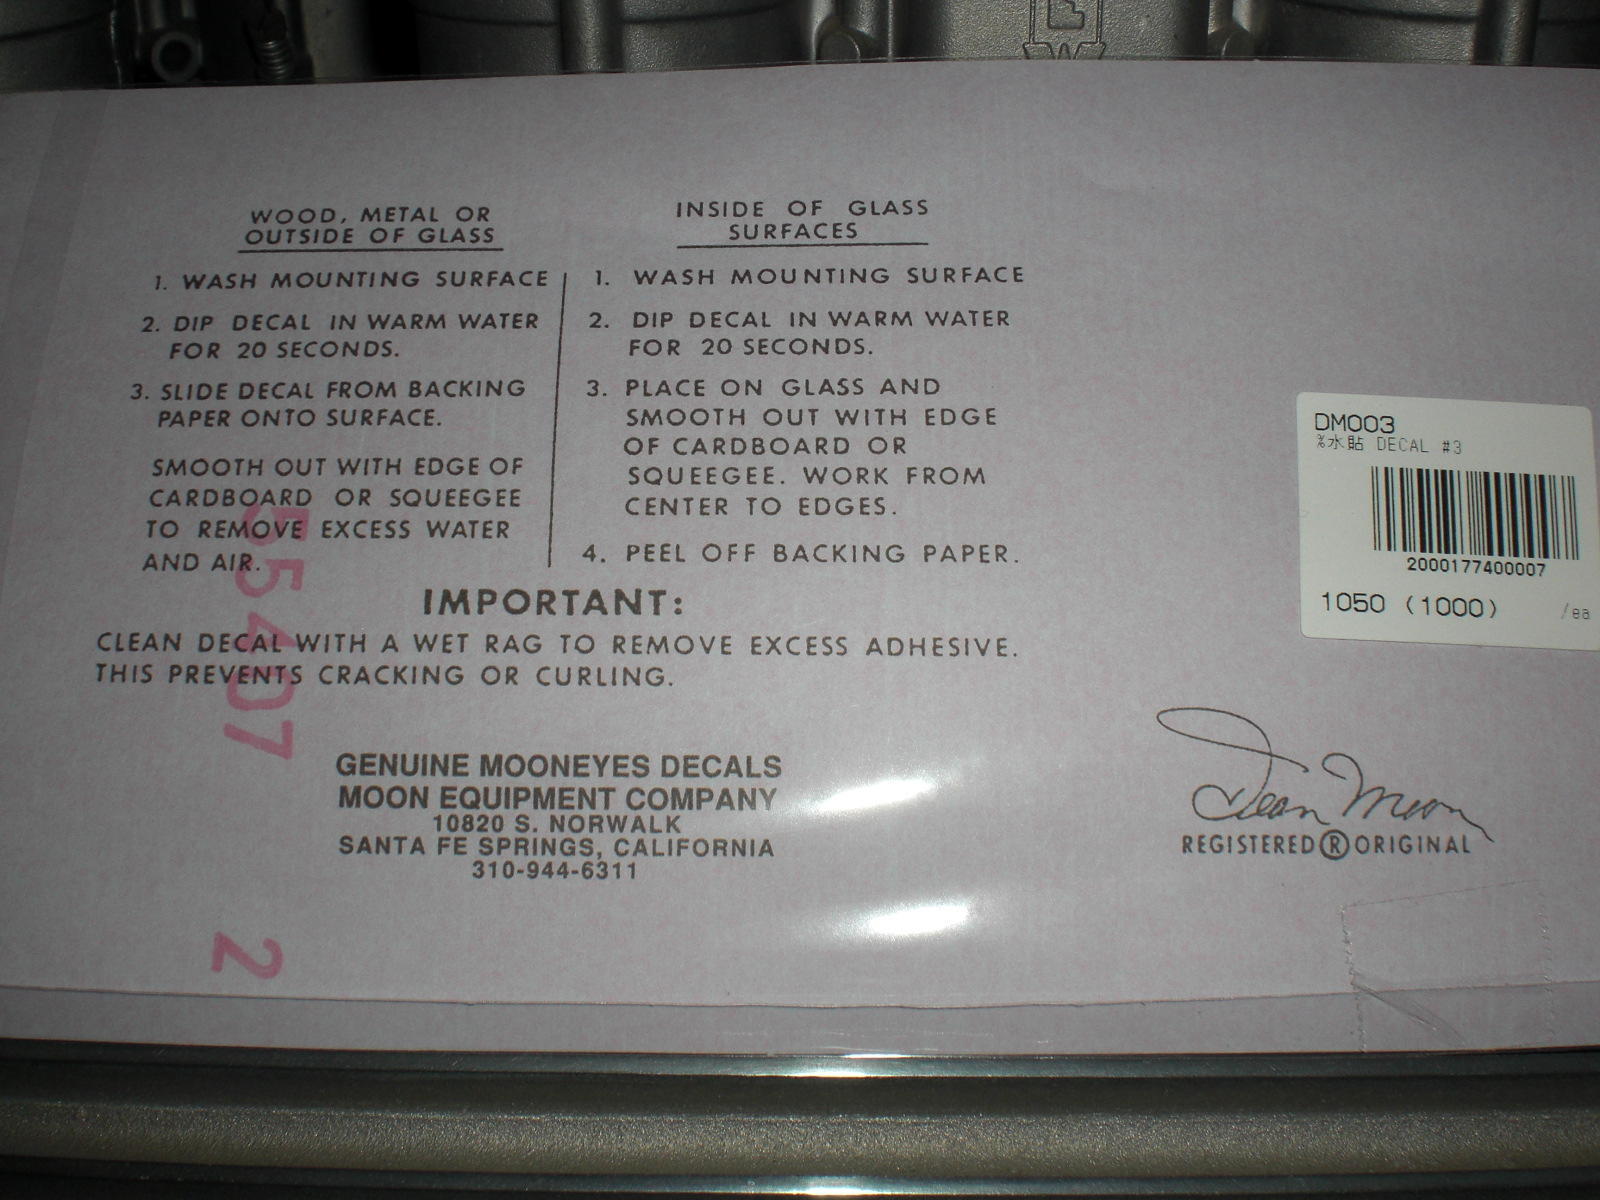 WOOD, METAL OR
OUTSIDE OF GLASS
1. WASH MOUNTING SURFACE
2. DIP DECAL IN WARM WATER
FOR 20 SECONDS.
3. SLIDE DECAL FROM BACKING
PAPER ONTO SURFACE.
SMOOTH OUT WITH EDGE OF
CARDBOARD OR SQUEEGEE
TO REMOVE EXCESS WATER
AND AIR.
INSIDE OF GLASS
SURFACES
1. WASH MOUNTING SURFACE
2. DIP DECAL IN WARM WATER
FOR 20 SECONDS.
3. PLACE ON GLASS AND
SMOOTH OUT WITH EDGE
OF CARDBOARD OR
SQUEEGEE. WORK FROM
CENTER TO EDGES.
4. PEEL OFF BACKING PAPER.
IMPORTANT:
CLEAN DECAL WITH A WET RAG TO REMOVE EXCESS ADHESIVE.
THIS PREVENTS CRACKING OR CURLING.
GENUINE MOONEYES DECALS
MOON EQUIPMENT COMPANY
10820 S. NORWALK
SANTA FE SPRINGS, CALIFORNIA
310-944-6311
55407
2
DM003
%水貼 DECAL #3
2000177400007
1050 (1000) /ea
Dean Moon
REGISTERED ® ORIGINAL